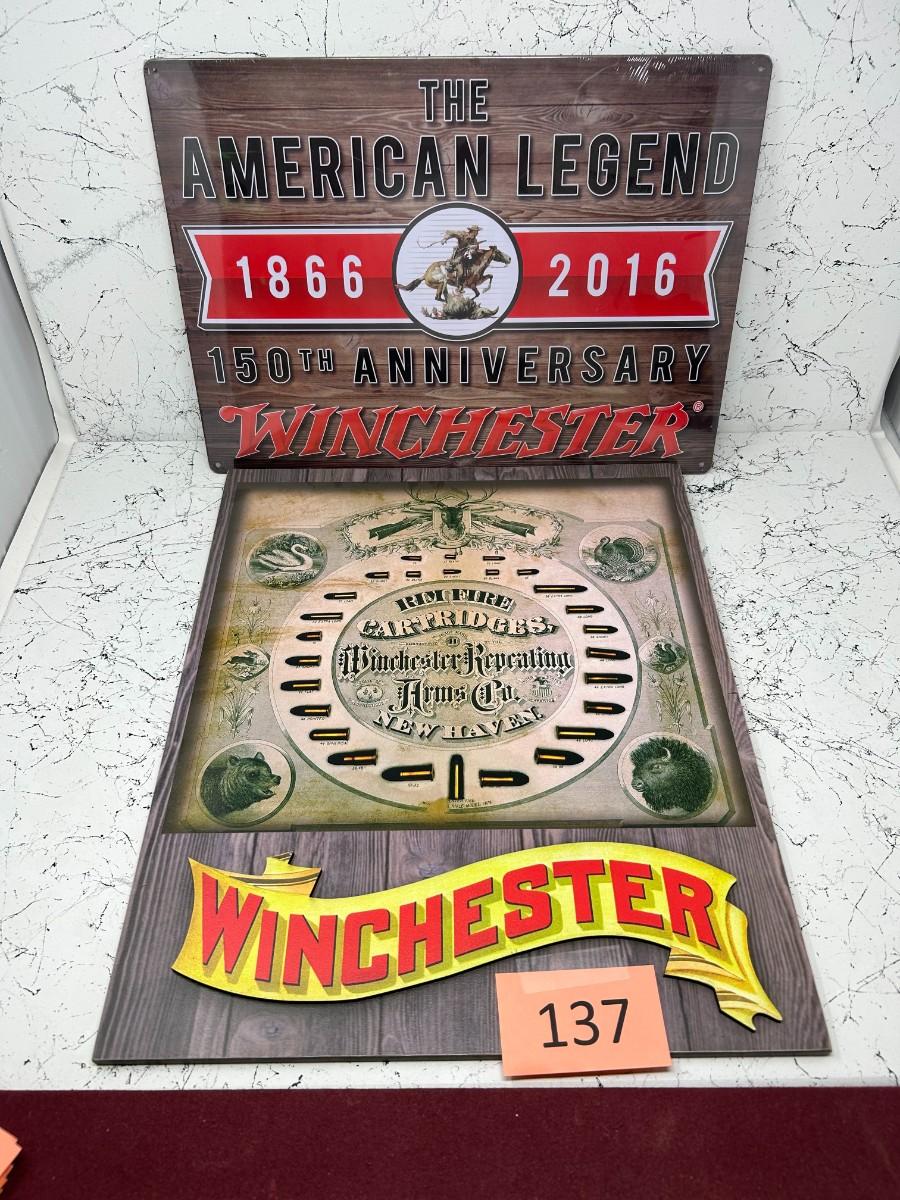 THE
AMERICAN LEGEND
1866 2016
150TH ANNIVERSARY
WINCHESTER®
RIM FIRE
CARTRIDGES,
Winchester Repeating
Arms Co.
NEW HAVEN.
WINCHESTER
137